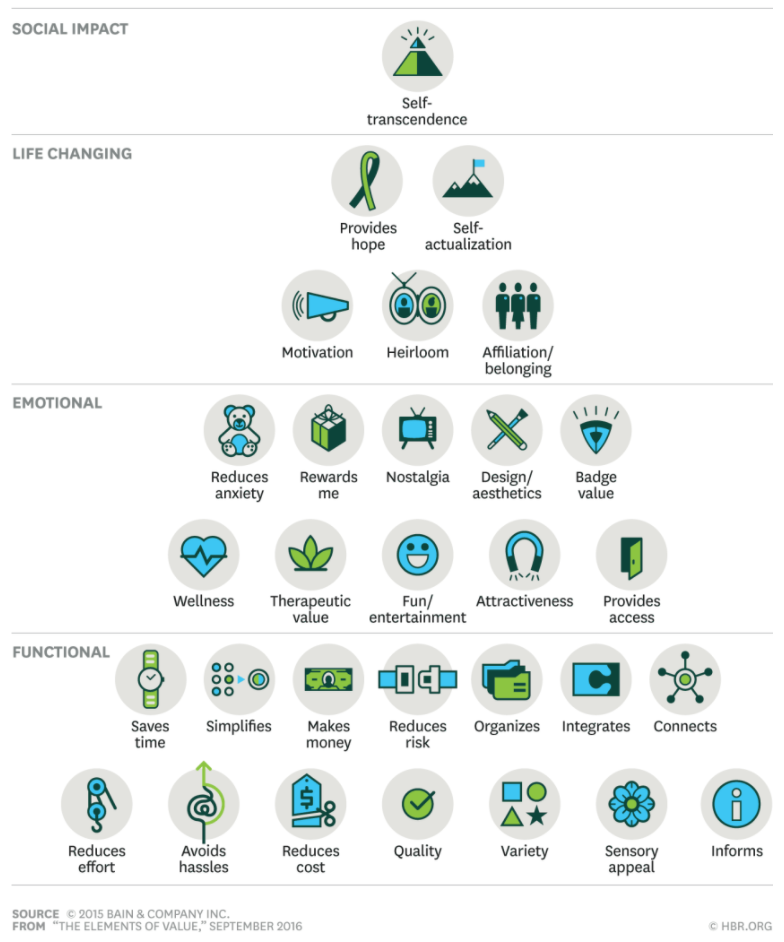 SOCIAL IMPACT
Self-
transcendence
LIFE CHANGING
Provides
hope
Self-
actualization
Motivation
Heirloom
Affiliation/
belonging
EMOTIONAL
Reduces
anxiety
Rewards
me
Nostalgia
Design/
aesthetics
Badge
value
Wellness
Therapeutic
value
Fun/
entertainment
Attractiveness
Provides
access
FUNCTIONAL
Saves
time
Simplifies
Makes
money
Reduces
risk
Organizes
Integrates
Connects
Reduces
effort
Avoids
hassles
$
Reduces
cost
Quality
Variety
Sensory
appeal
i
Informs
SOURCE © 2015 BAIN & COMPANY INC.
FROM “THE ELEMENTS OF VALUE,” SEPTEMBER 2016
© HBR.ORG